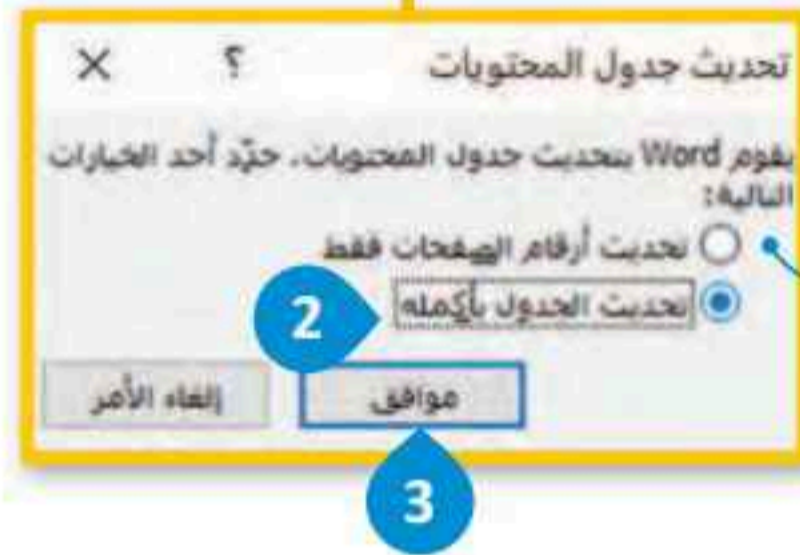 تحديث جدول المحتويات ؟ ×
يقوم Word بتحديث جدول المحتويات. حدّد أحد الخيارات
التالية:
تحديث أرقام الصفحات فقط
تحديث الجدول بأكمله
2
موافق
إلغاء الأمر
3